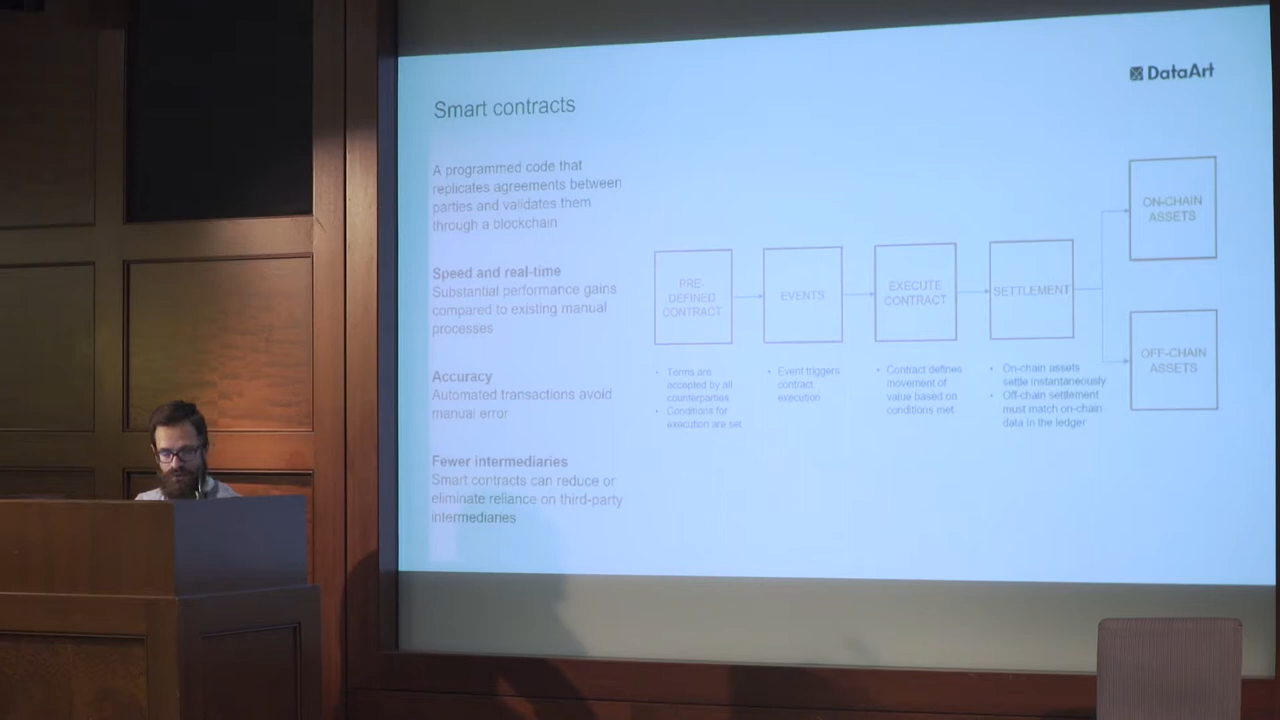 DataArt
Smart contracts
A programmed code that
replicates agreements between
parties and validates them
through a blockchain
Speed and real-time
Substantial performance gains
compared to existing manual
processes
Accuracy
Automated transactions avoid
manual error
Fewer intermediaries
Smart contracts can reduce or
eliminate reliance on third-party
intermediaries
PRE-
DEFINED
CONTRACT
EVENTS
EXECUTE
CONTRACT
SETTLEMENT
ON-CHAIN
ASSETS
OFF-CHAIN
ASSETS
• Terms are
accepted by all
counterparties
• Conditions for
execution are set
• Event triggers
contract
execution
• Contract defines
movement of
value based on
conditions met
• On-chain assets
settle instantaneously
• Off-chain settlement
must match on-chain
data in the ledger